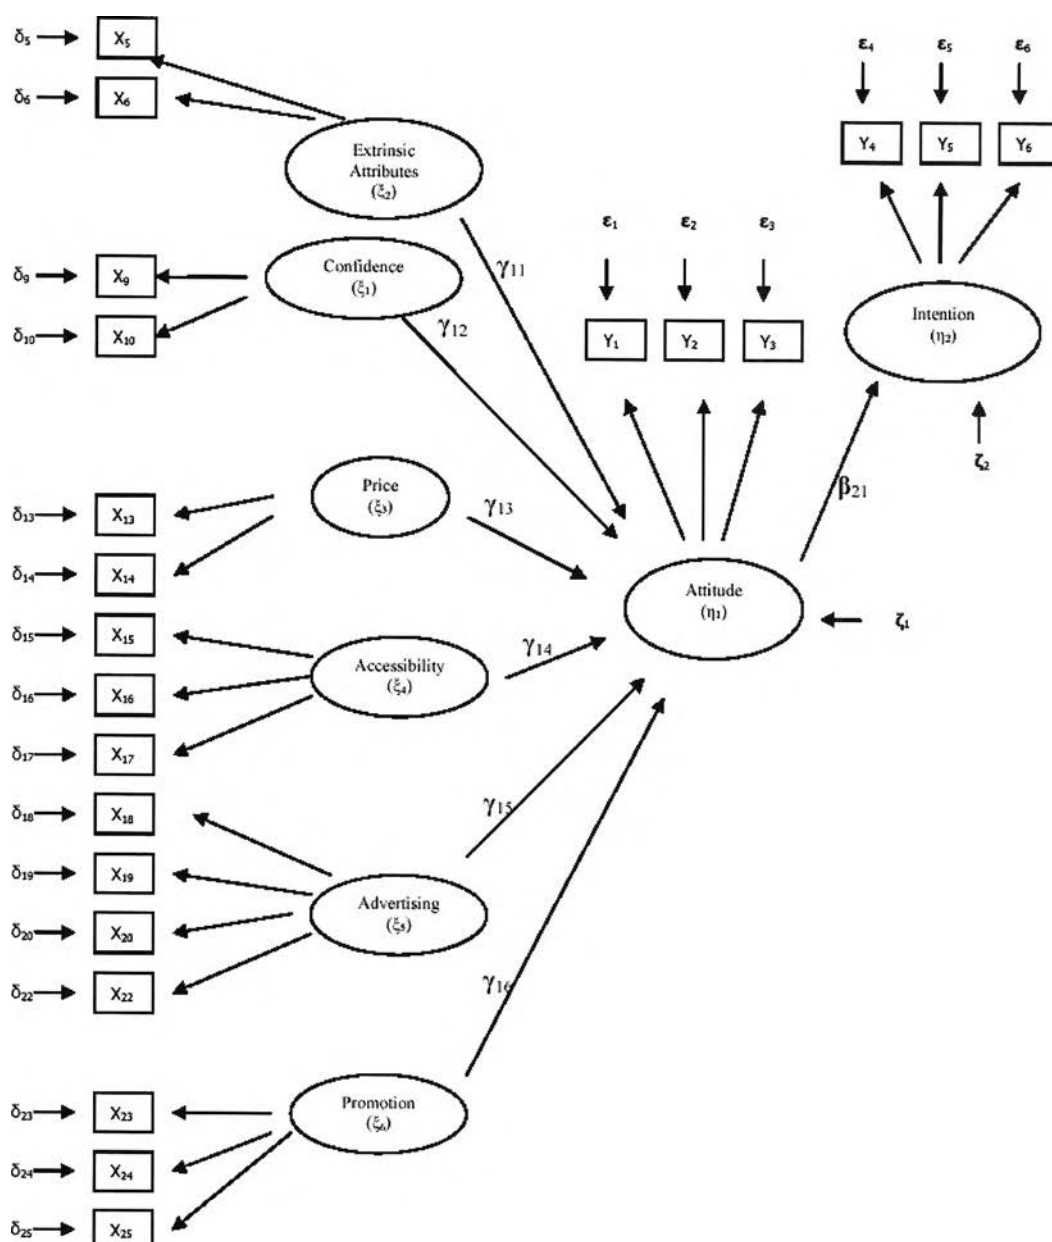 δ₅
X₅
δ₆
X₆
Extrinsic
Attributes
(ξ₂)
δ₉
X₉
δ₁₀
X₁₀
Confidence
(ξ₁)
γ₁₁
γ₁₂
ε₁
ε₂
ε₃
Y₁
Y₂
Y₃
ε₄
ε₅
ε₆
Y₄
Y₅
Y₆
Intention
(η₂)
ζ₂
β₂₁
Price
(ξ₃)
γ₁₃
δ₁₃
X₁₃
δ₁₄
X₁₄
Attitude
(η₁)
ζ₁
δ₁₅
X₁₅
δ₁₆
X₁₆
δ₁₇
X₁₇
Accessibility
(ξ₄)
γ₁₄
δ₁₈
X₁₈
δ₁₉
X₁₉
δ₂₀
X₂₀
δ₂₂
X₂₂
Advertising
(ξ₅)
γ₁₅
γ₁₆
δ₂₃
X₂₃
δ₂₄
X₂₄
δ₂₅
X₂₅
Promotion
(ξ₆)